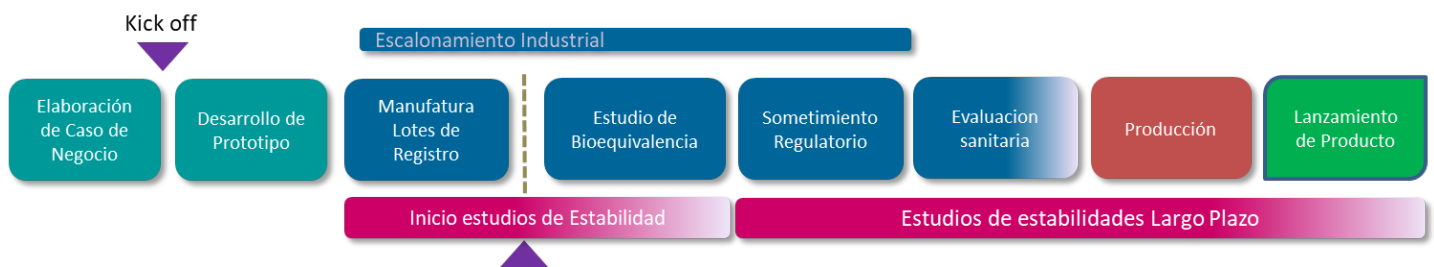 Kick off
Escalonamiento Industrial
Elaboración
de Caso de
Negocio
Desarrollo de
Prototipo
Manufatura
Lotes de
Registro
Estudio de
Bioequivalencia
Sometimiento
Regulatorio
Evaluacion
sanitaria
Producción
Lanzamiento
de Producto
Inicio estudios de Estabilidad
Estudios de estabilidades Largo Plazo